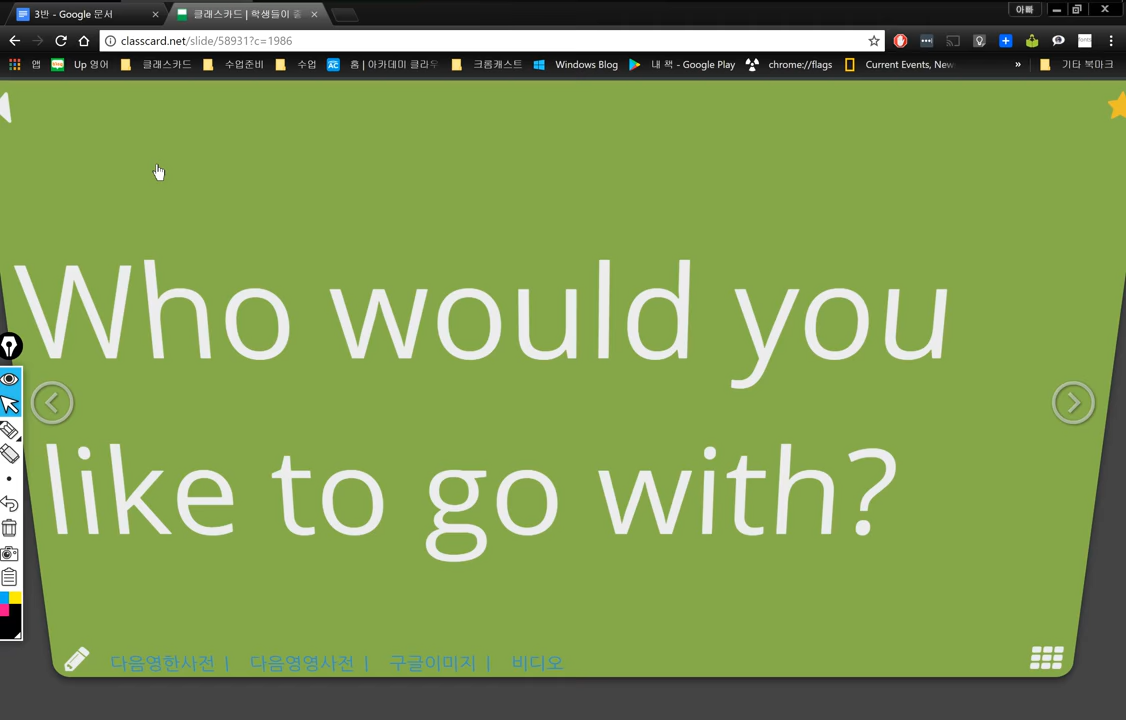 3반 - Google 문서
클래스카드 | 학생들이 좋
아빠
classcard.net/slide/58931?c=1986
앱 Up 영어 클래스카드 수업준비 수업 AC 홈 | 아카데미 클라우 크롬캐스트 Windows Blog 내 책 - Google Play chrome://flags Current Events, New » 기타 북마크
Who would you
like to go with?
다음영한사전 | 다음영영사전 | 구글이미지 | 비디오